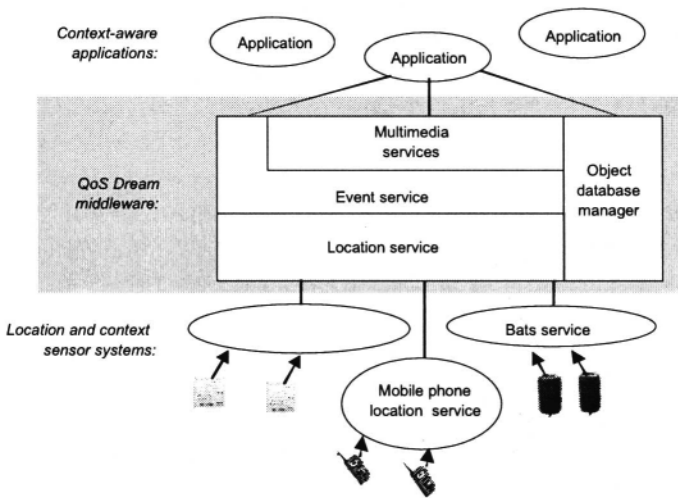 Context-aware
applications:
Application
Application
Application
QoS Dream
middleware:
Multimedia
services
Object
database
manager
Event service
Location service
Location and context
sensor systems:
Bats service
Mobile phone
location service